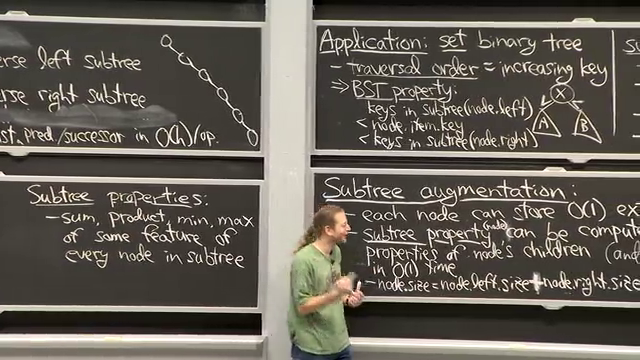 erse left subtree
erse right subtree
st, pred./successor in O(h)/op.
Subtree properties:
- sum, product, min, max
of some feature of
every node in subtree
Application: set binary tree
- traversal order = increasing key
⇒ BST property:
keys in subtree(node.left)
< node.item.key
< keys in subtree(node.right)
X
A B
Subtree augmentation:
- each node can store O(1) ex
- subtree property(node) can be comput
properties of node's children (and
in O(1) time
- node.size = node.left.size + node.right.size